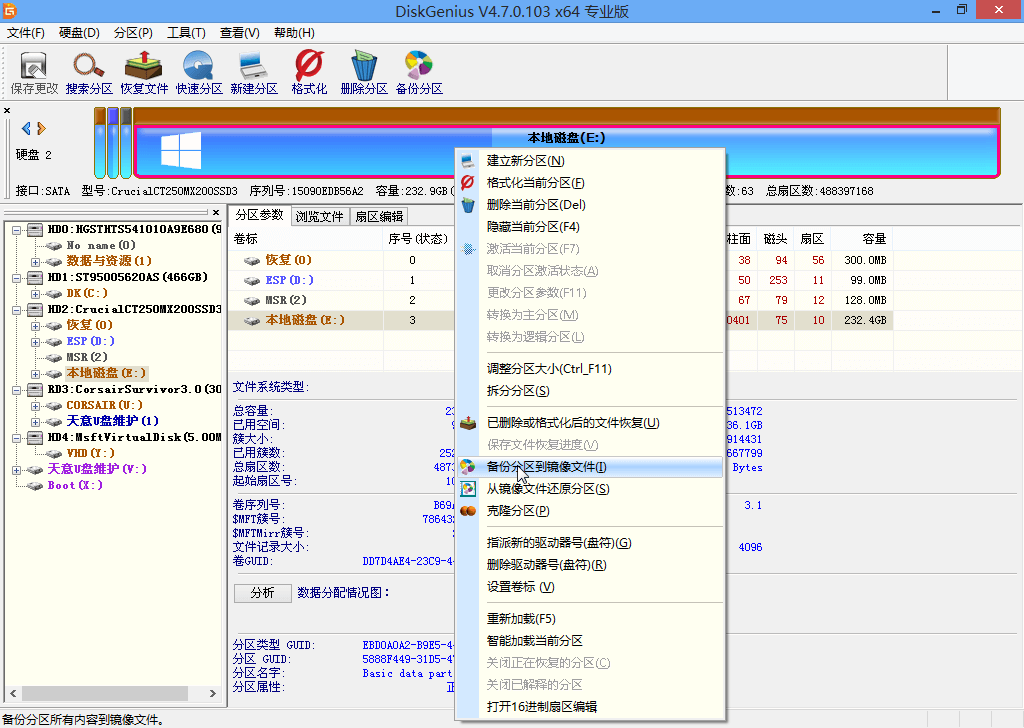 DiskGenius V4.7.0.103 x64 专业版
文件(F) 硬盘(D) 分区(P) 工具(T) 查看(V) 帮助(H)
保存更改 搜索分区 恢复文件 快速分区 新建分区 格式化 删除分区 备份分区
本地磁盘(E:)
硬盘 2
接口:SATA 型号:CrucialCT250MX200SSD3 序列号:15090EDB56A2 容量:232.9GB( 数:63 总扇区数:488397168
HD0:HGSTHTS541010A9E680(9
No name(0)
数据与资源(1)
HD1:ST95005620AS(466GB)
DK(C:)
HD2:CrucialCT250MX200SSD3
恢复(0)
ESP(D:)
MSR(2)
本地磁盘(E:)
RD3:CorsairSurvivor3.0(30
CORSAIR(U:)
天意U盘维护(1)
HD4:MsftVirtualDisk(5.00M
VHD(Y:)
天意U盘维护(V:)
Boot(X:)
分区参数 浏览文件 扇区编辑
卷标 序号(状态) 柱面 磁头 扇区 容量
恢复(0) 0 38 94 56 300.0MB
ESP(D:) 1 50 253 11 99.0MB
MSR(2) 2 67 79 12 128.0MB
本地磁盘(E:) 3 0401 75 10 232.4GB
文件系统类型:
总容量: 23 513472
已用空间: 36.1GB
簇大小: 914431
已用簇数: 252 667799
总扇区数: 4873 Bytes
起始扇区号: 10
卷序列号: B69A 3.1
$MFT簇号: 786432
$MFTMirr簇号:
文件记录大小: 4096
卷GUID: DD7D4AE4-23C9-4
分析 数据分配情况图:
分区类型 GUID: EBD0A0A2-B9E5-4
分区 GUID: 5888F449-31D5-4
分区名字: Basic data part
分区属性: 正
建立新分区(N)
格式化当前分区(F)
删除当前分区(Del)
隐藏当前分区(F4)
激活当前分区(F7)
取消分区激活状态(A)
更改分区参数(F11)
转换为主分区(M)
转换为逻辑分区(L)
调整分区大小(Ctrl_F11)
拆分分区(S)
已删除或格式化后的文件恢复(U)
保存文件恢复进度(V)
备份分区到镜像文件(I)
从镜像文件还原分区(S)
克隆分区(P)
指派新的驱动器号(盘符)(G)
删除驱动器号(盘符)(R)
设置卷标 (V)
重新加载(F5)
智能加载当前分区
关闭正在恢复的分区(C)
关闭已解释的分区
打开16进制扇区编辑
备份分区所有内容到镜像文件。